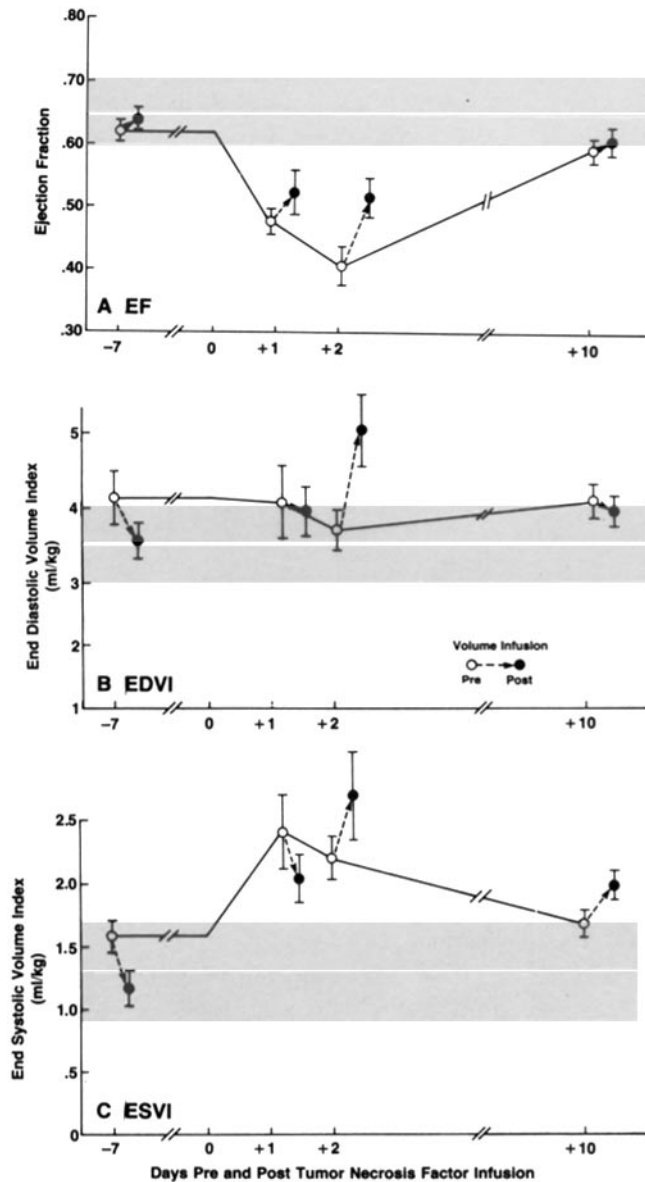 .80
.70
.60
.50
.40
.30
Ejection Fraction
A EF
-7 0 +1 +2 +10
5
4
3
2
1
End Diastolic Volume Index
(ml/kg)
Volume Infusion
Pre Post
B EDVI
-7 0 +1 +2 +10
2.5
2.0
1.5
1.0
.5
0
End Systolic Volume Index
(ml/kg)
C ESVI
-7 0 +1 +2 +10
Days Pre and Post Tumor Necrosis Factor Infusion